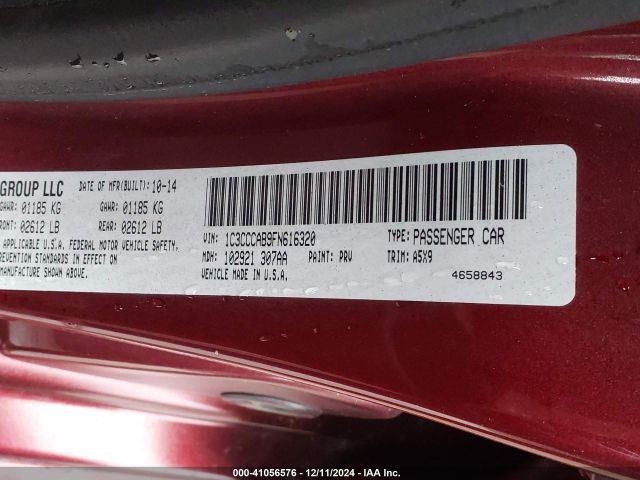 GROUP LLC DATE OF MFR(BUILT): 10-14
GAWR: 01185 KG GAWR: 01185 KG
FRONT: 02612 LB REAR: 02612 LB
APPLICABLE U.S.A. FEDERAL MOTOR VEHICLE SAFETY,
PREVENTION STANDARDS IN EFFECT ON
MANUFACTURE SHOWN ABOVE.
VIN: 1C3CCCAB9FN616320 TYPE: PASSENGER CAR
MDH: 102921 307AA PAINT: PRV TRIM: A5X9
VEHICLE MADE IN U.S.A. 4658843
000-41056576 - 12/11/2024 - IAA Inc.